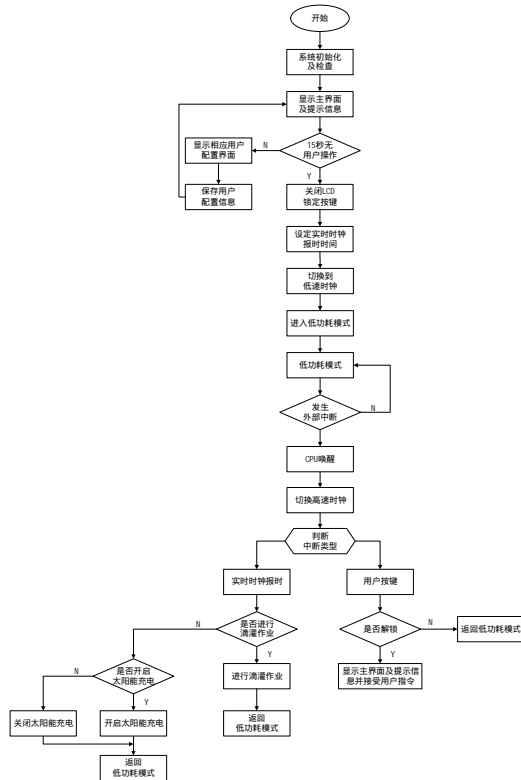 开始
系统初始化
及检查
显示主界面
及提示信息
15秒无
用户操作
N
显示相应用户
配置界面
Y
保存用户
配置信息
关闭LCD
锁定按键
设定实时时钟
报时时间
切换到
低速时钟
进入低功耗模式
低功耗模式
发生
外部中断
N
CPU唤醒
切换高速时钟
判断
中断类型
实时时钟报时
用户按键
是否进行
滴灌作业
N
Y
是否解锁
N
返回低功耗模式
Y
是否开启
太阳能充电
N
Y
进行滴灌作业
显示主界面及提示信
息并接受用户指令
关闭太阳能充电
开启太阳能充电
返回
低功耗模式
返回
低功耗模式